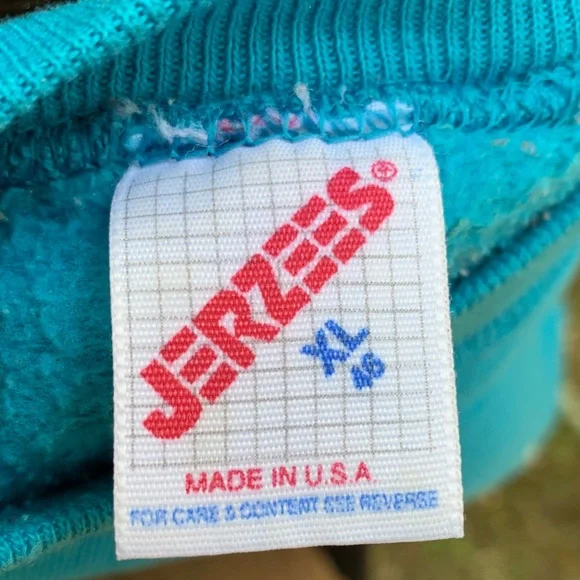 JERZEES®
XL
46
MADE IN U.S.A.
FOR CARE & CONTENT SEE REVERSE